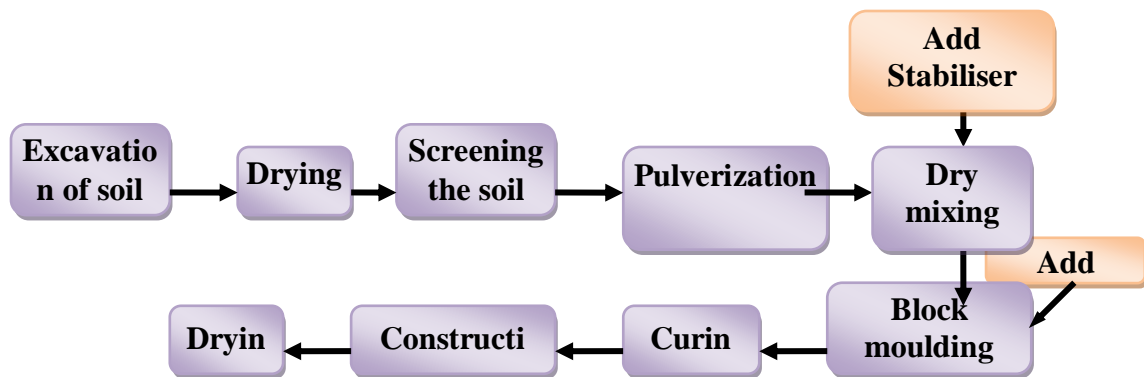 Add
Stabiliser
Excavatio
n of soil
Drying
Screening
the soil
Pulverization
Dry
mixing
Add
Block
moulding
Curin
Constructi
Dryin